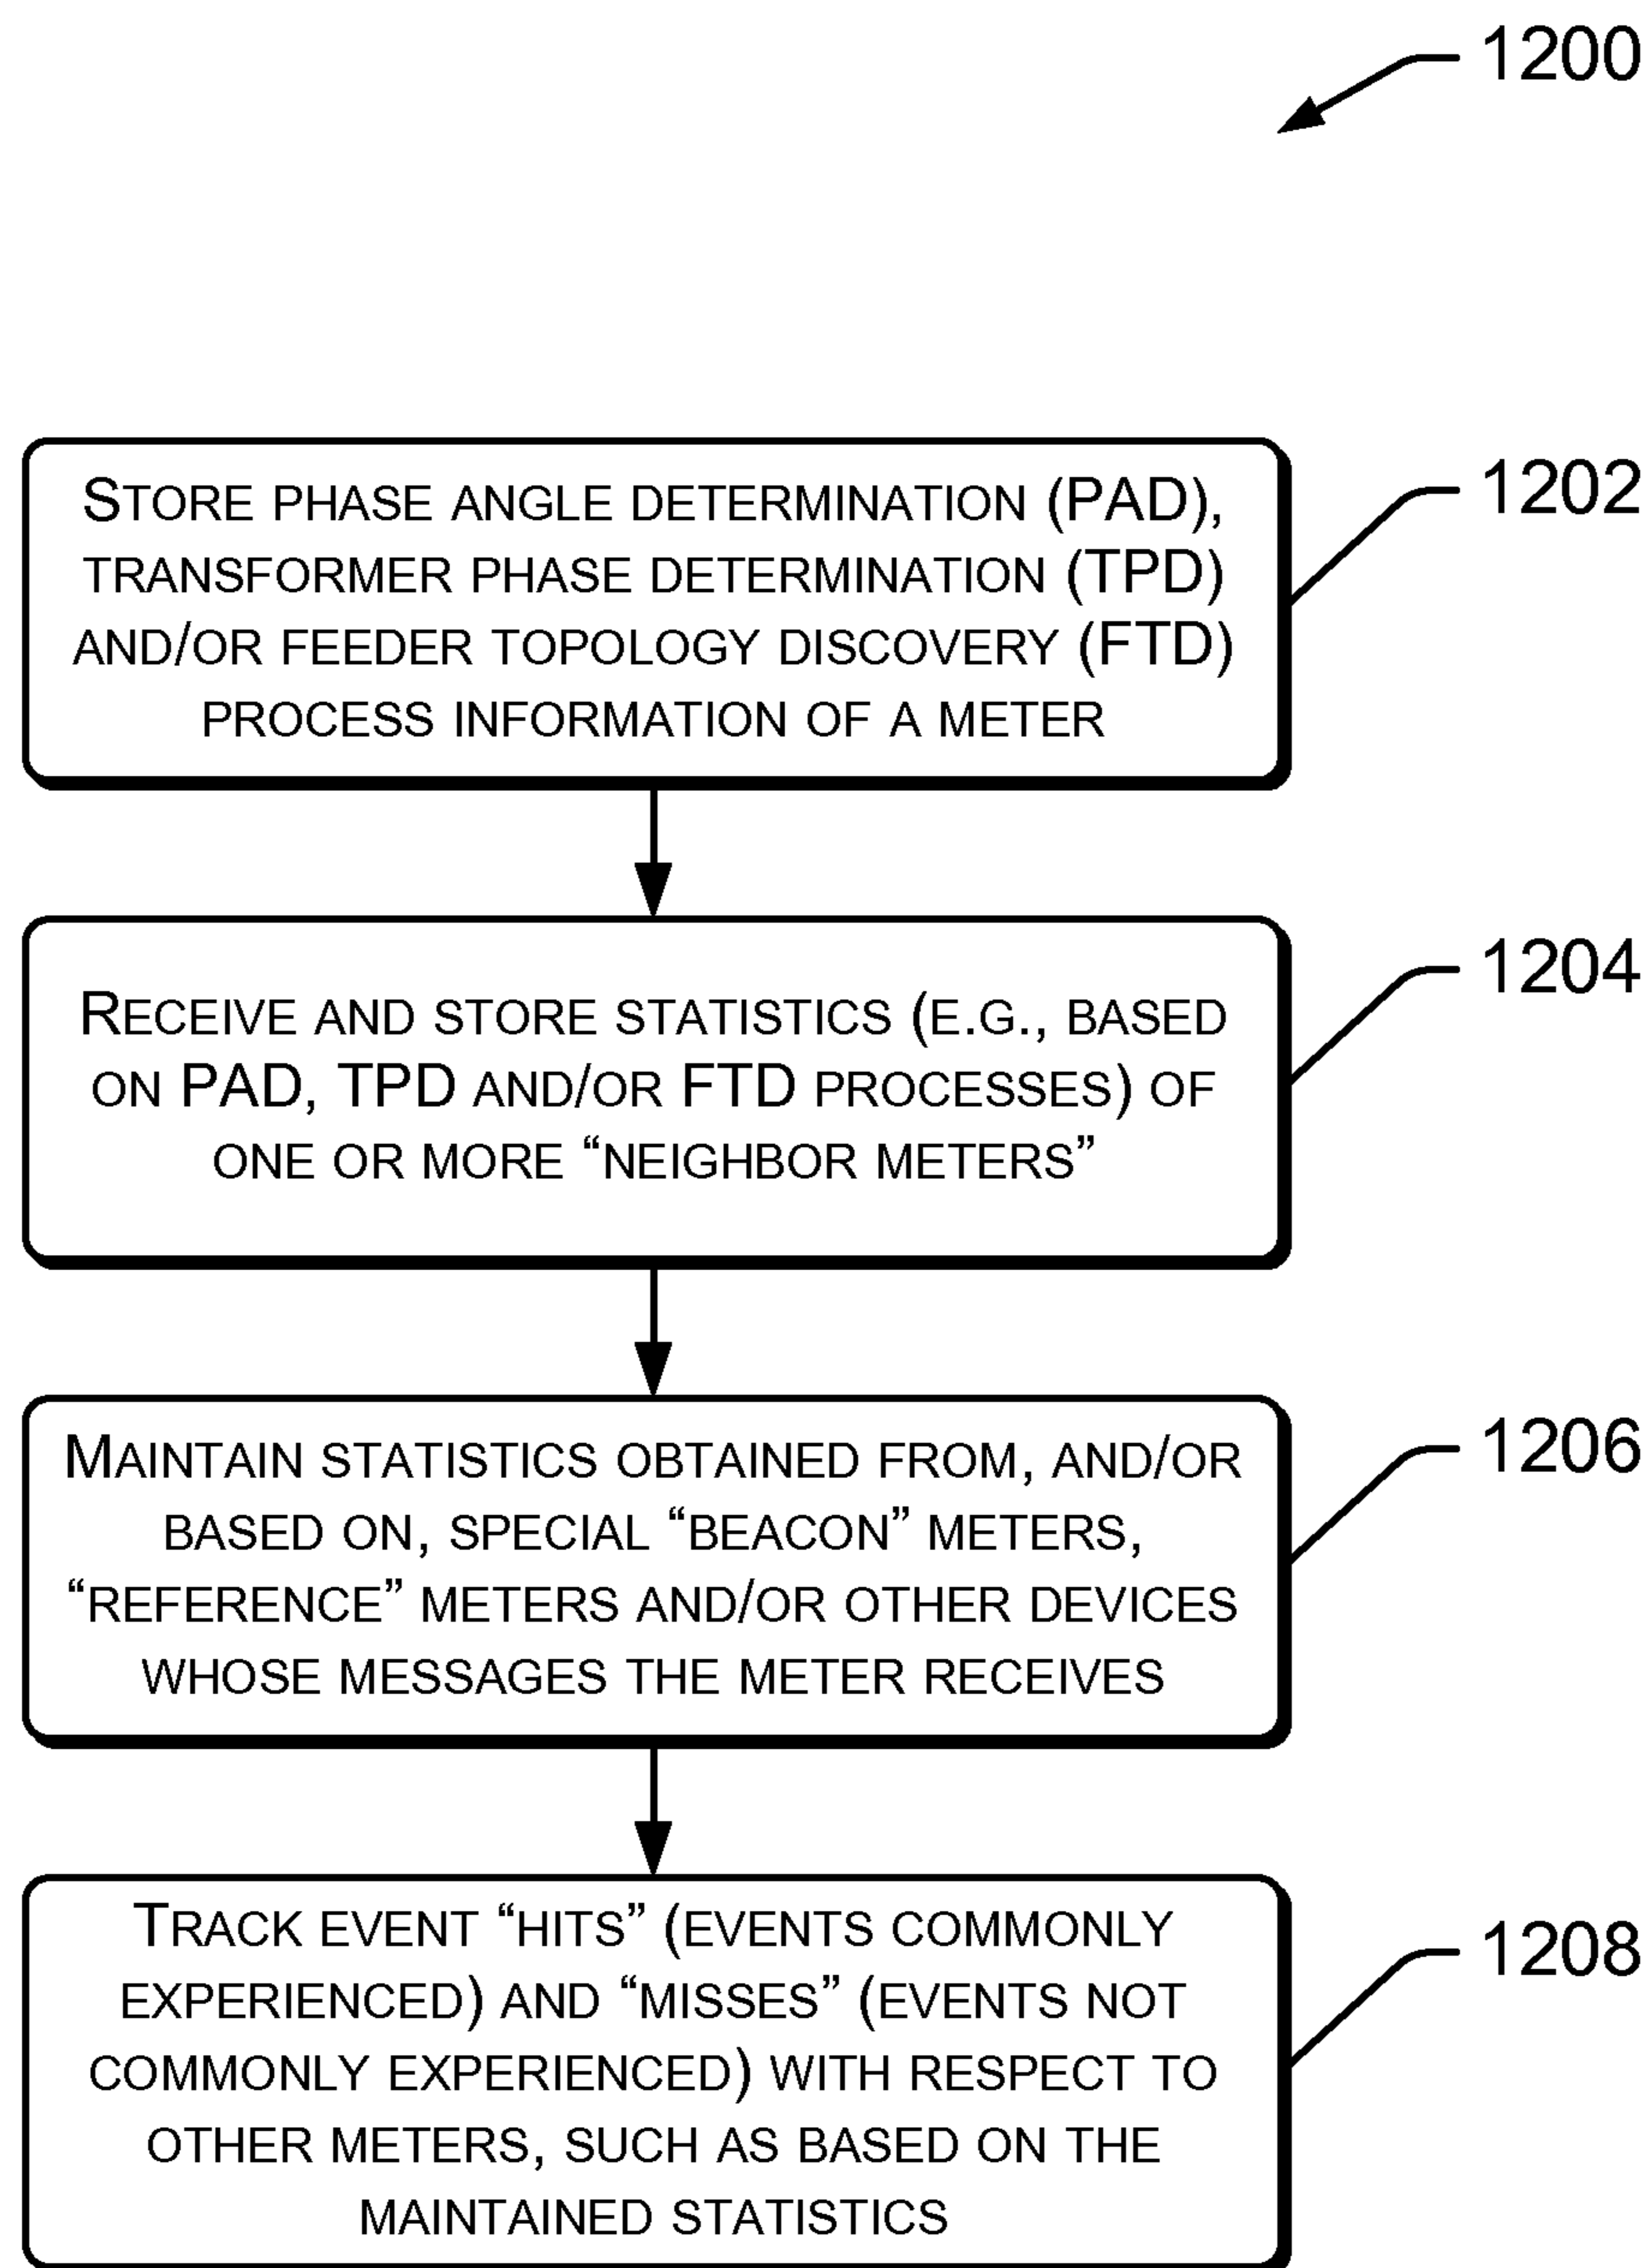 1200
STORE PHASE ANGLE DETERMINATION (PAD),
TRANSFORMER PHASE DETERMINATION (TPD)
AND/OR FEEDER TOPOLOGY DISCOVERY (FTD)
PROCESS INFORMATION OF A METER
1202
RECEIVE AND STORE STATISTICS (E.G., BASED
ON PAD, TPD AND/OR FTD PROCESSES) OF
ONE OR MORE “NEIGHBOR METERS”
1204
MAINTAIN STATISTICS OBTAINED FROM, AND/OR
BASED ON, SPECIAL “BEACON” METERS,
“REFERENCE” METERS AND/OR OTHER DEVICES
WHOSE MESSAGES THE METER RECEIVES
1206
TRACK EVENT “HITS” (EVENTS COMMONLY
EXPERIENCED) AND “MISSES” (EVENTS NOT
COMMONLY EXPERIENCED) WITH RESPECT TO
OTHER METERS, SUCH AS BASED ON THE
MAINTAINED STATISTICS
1208